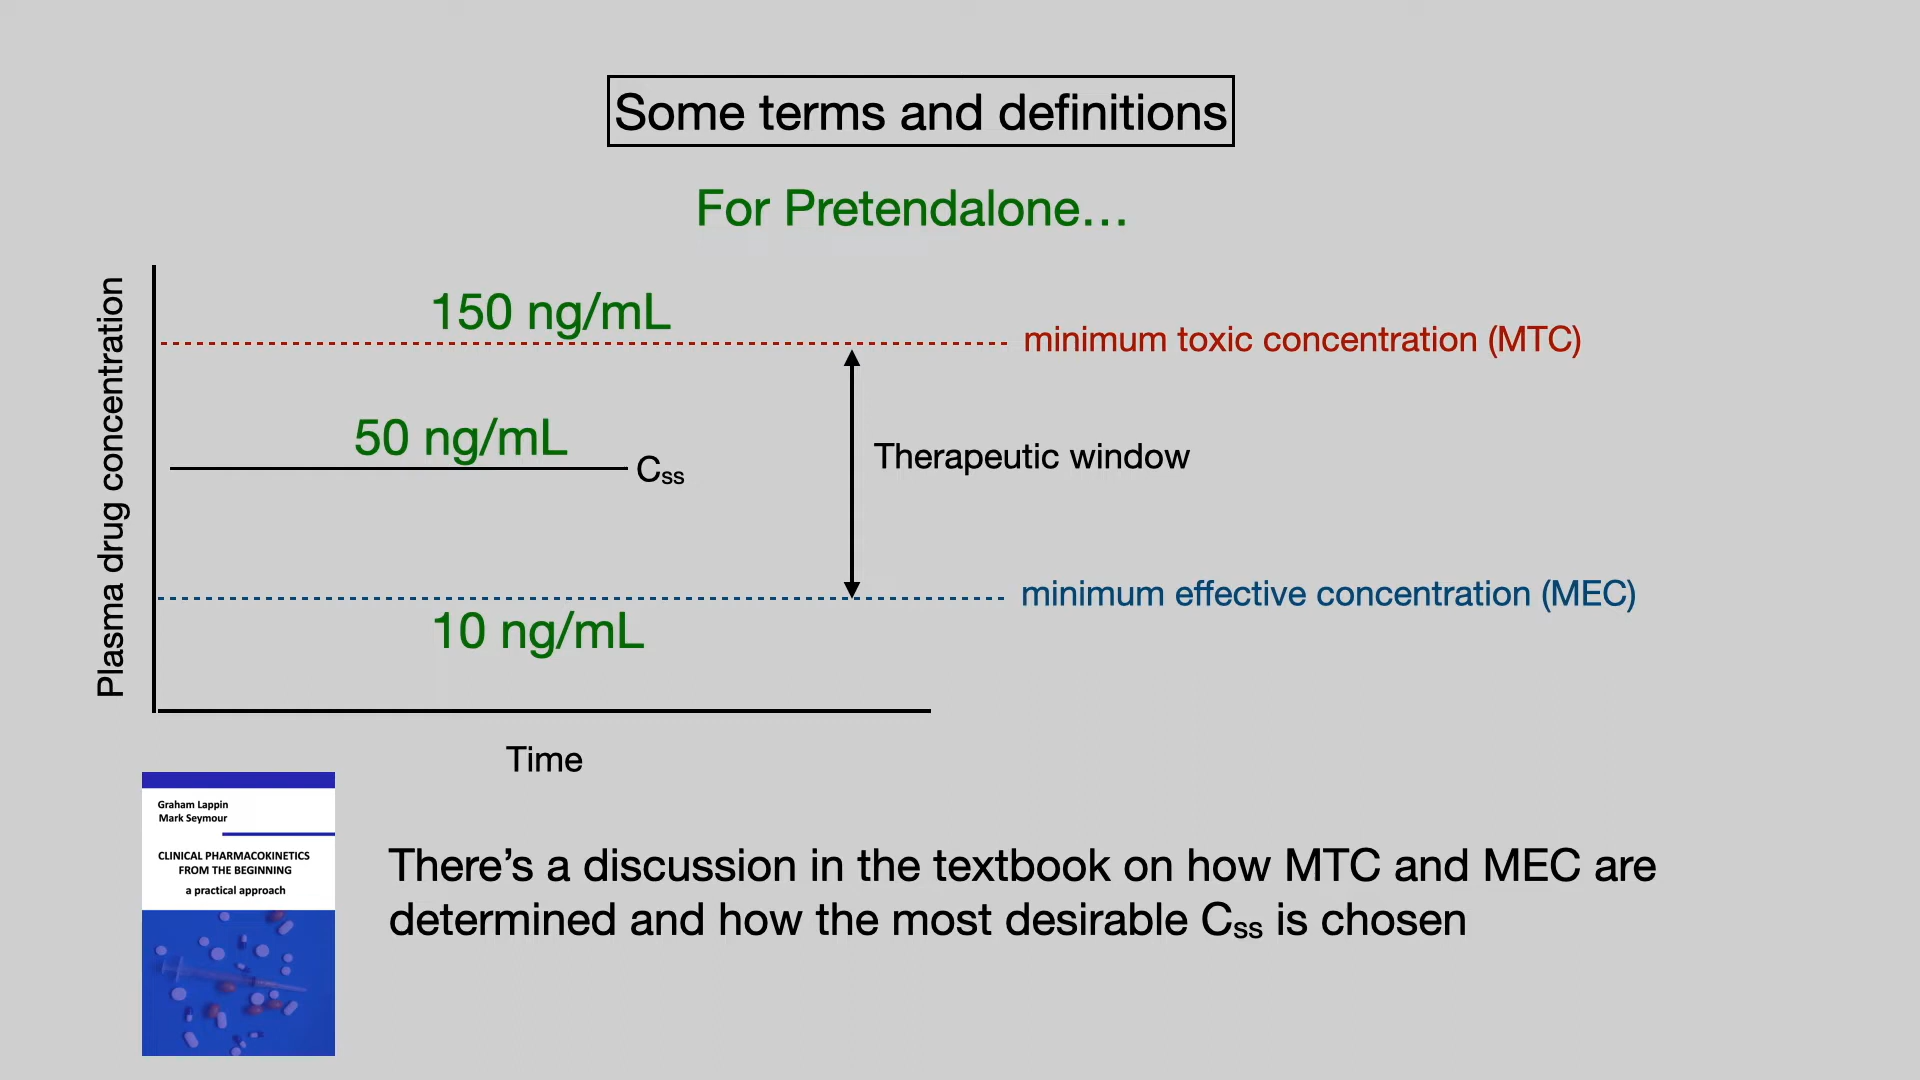 Some terms and definitions
For Pretendalone…
Plasma drug concentration
150 ng/mL
minimum toxic concentration (MTC)
50 ng/mL
Css
Therapeutic window
minimum effective concentration (MEC)
10 ng/mL
Time
Graham Lappin
Mark Seymour
CLINICAL PHARMACOKINETICS
FROM THE BEGINNING
a practical approach
There’s a discussion in the textbook on how MTC and MEC are
determined and how the most desirable Css is chosen